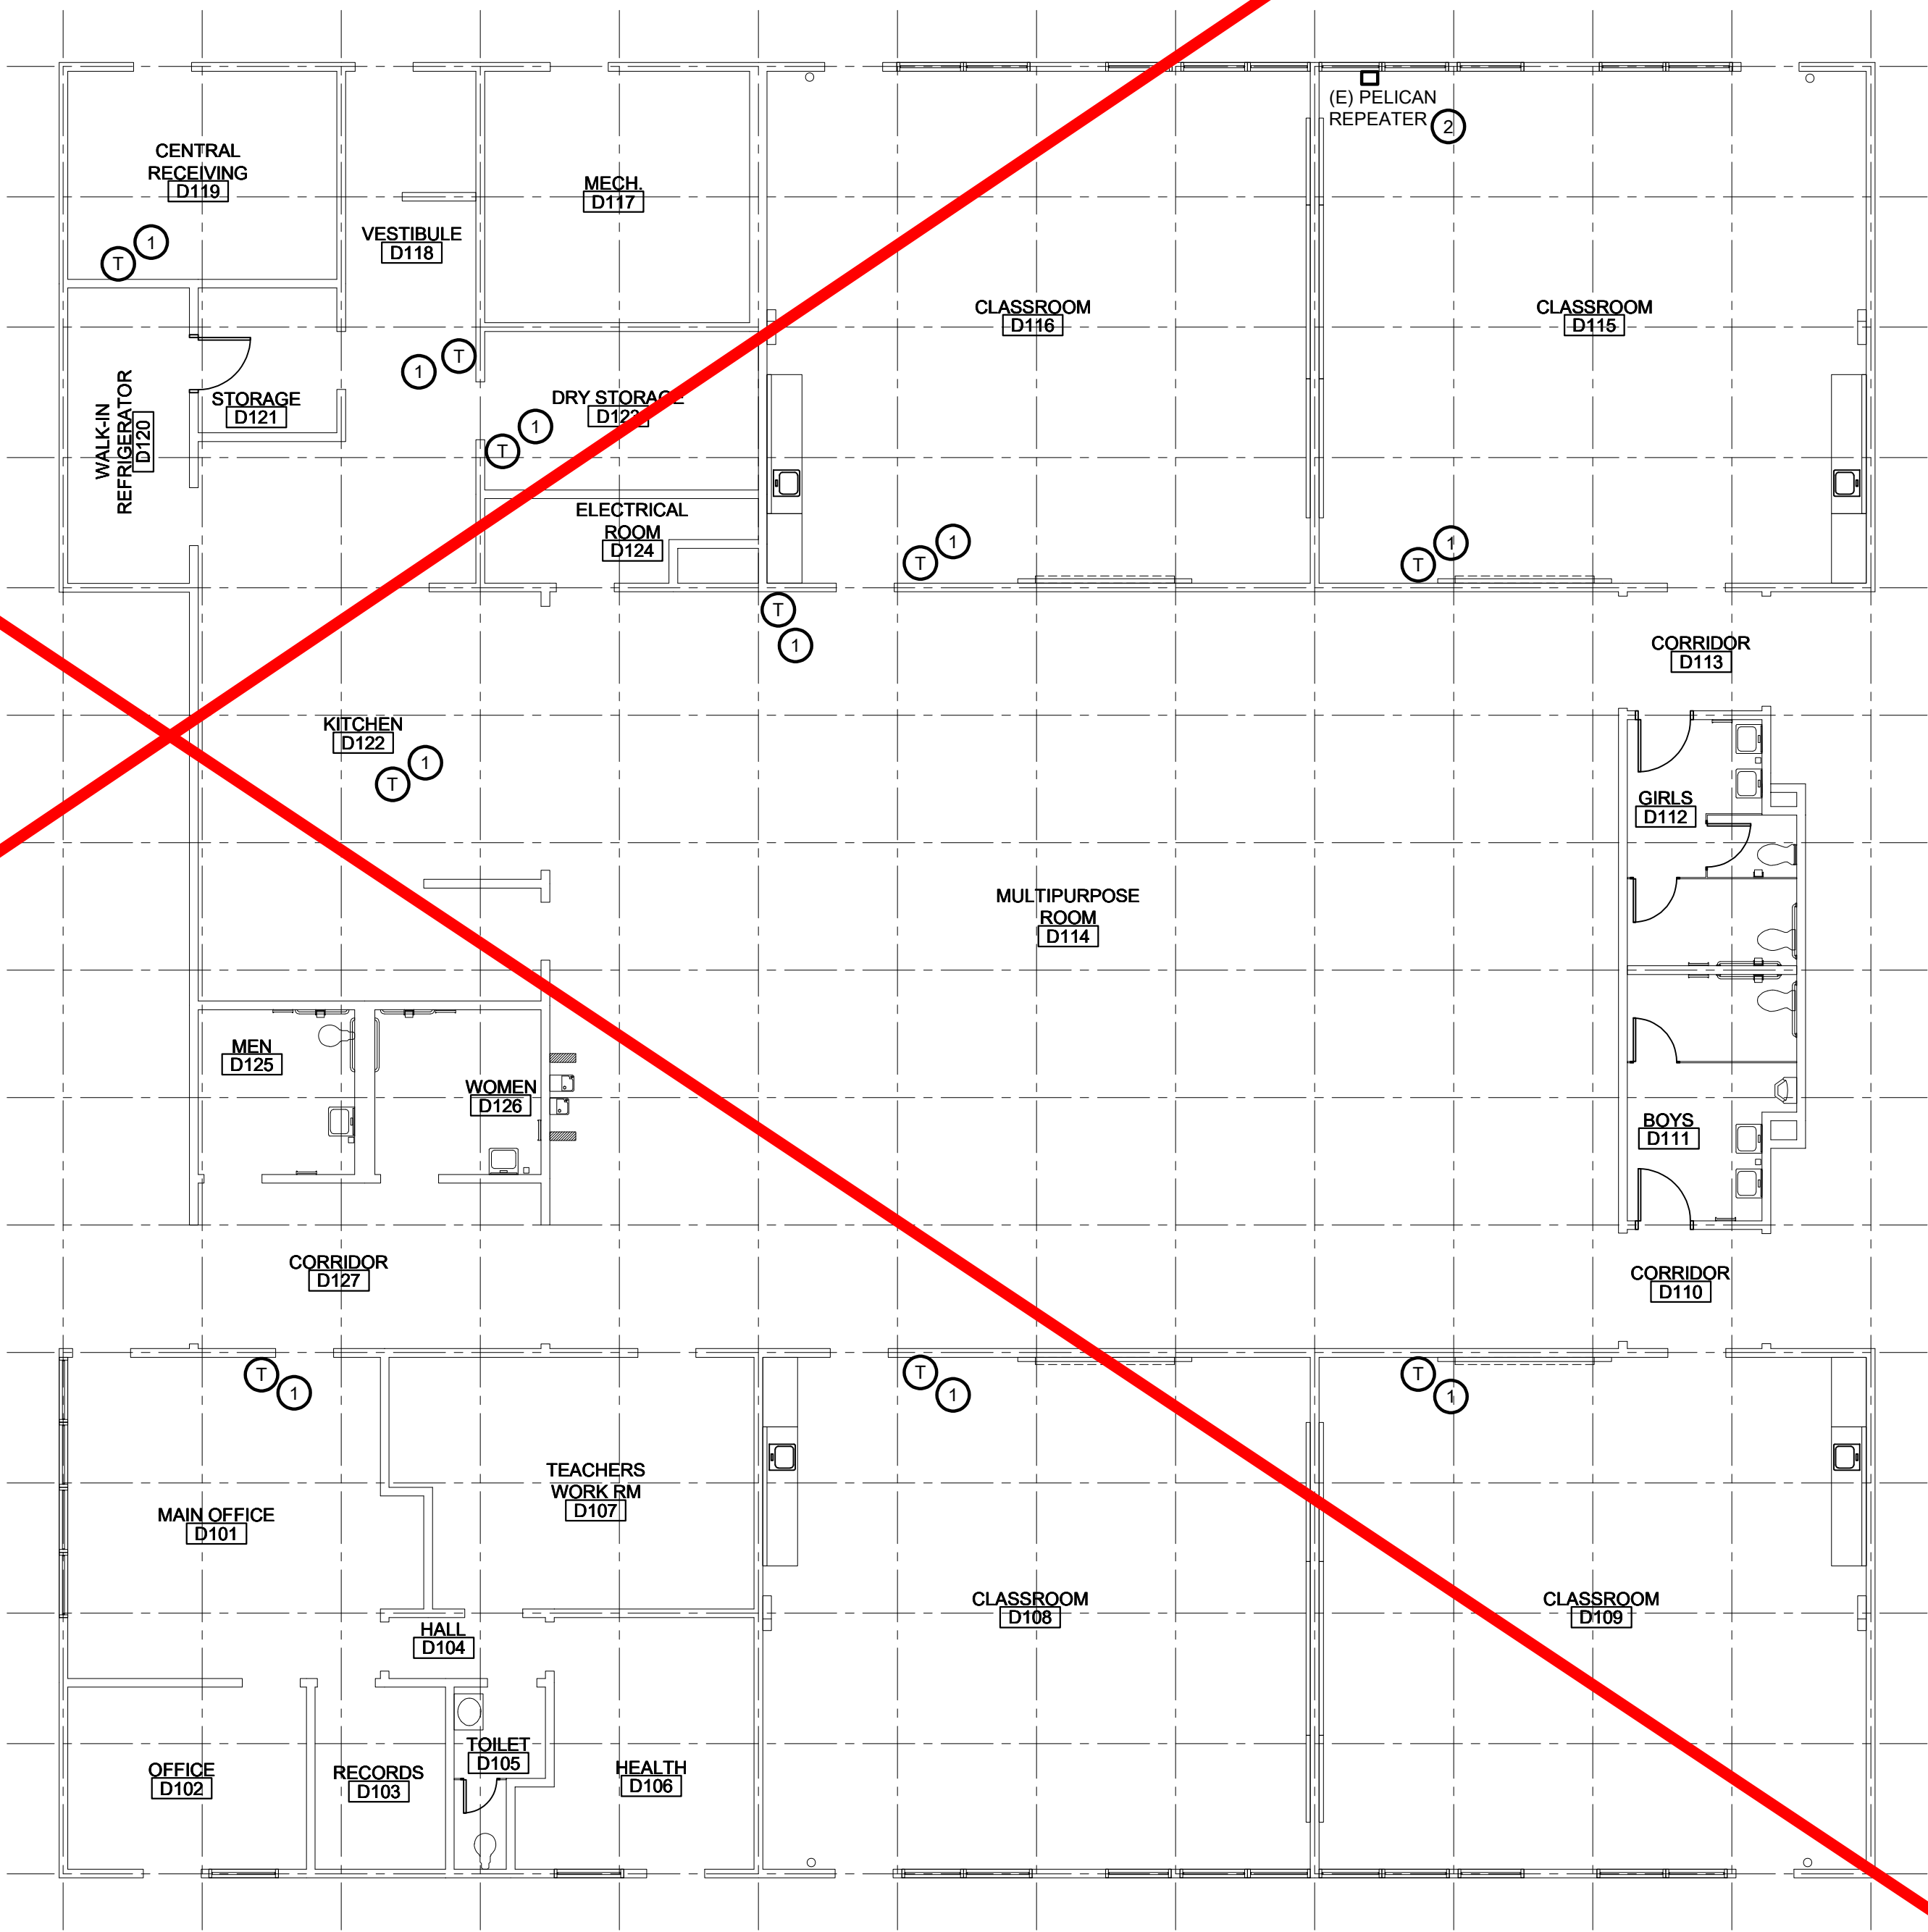 (E) PELICAN
REPEATER
2
CENTRAL
RECEIVING
D119
MECH.
D117
VESTIBULE
D118
1
T
CLASSROOM
D116
CLASSROOM
D115
T
1
WALK-IN
REFRIGERATOR
D120
STORAGE
D121
DRY STORAGE
D123
1
T
ELECTRICAL
ROOM
D124
1
T
1
T
T
1
CORRIDOR
D113
KITCHEN
D122
1
T
GIRLS
D112
MULTIPURPOSE
ROOM
D114
MEN
D125
WOMEN
D126
BOYS
D111
CORRIDOR
D127
CORRIDOR
D110
T
1
T
1
T
1
TEACHERS
WORK RM
D107
MAIN OFFICE
D101
CLASSROOM
D108
CLASSROOM
D109
HALL
D104
TOILET
D105
OFFICE
D102
RECORDS
D103
HEALTH
D106